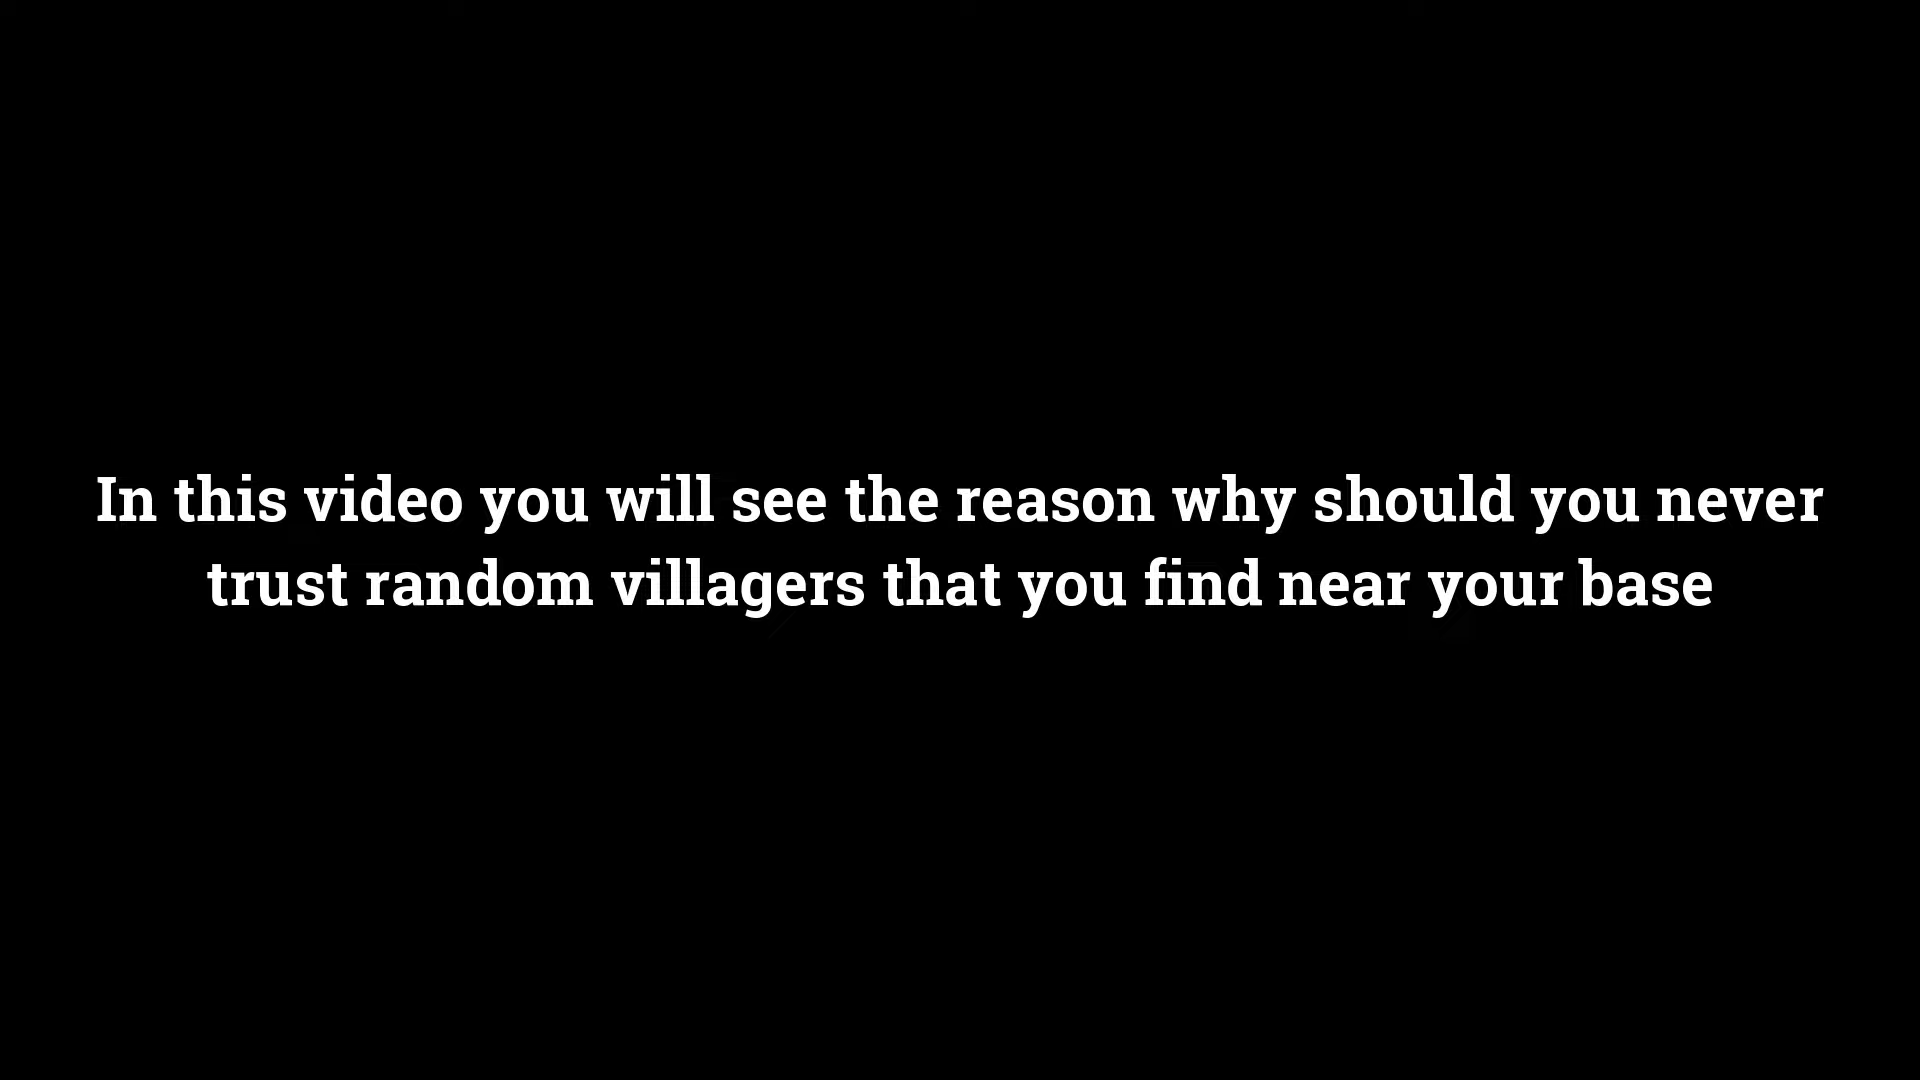 In this video you will see the reason why should you never
trust random villagers that you find near your base